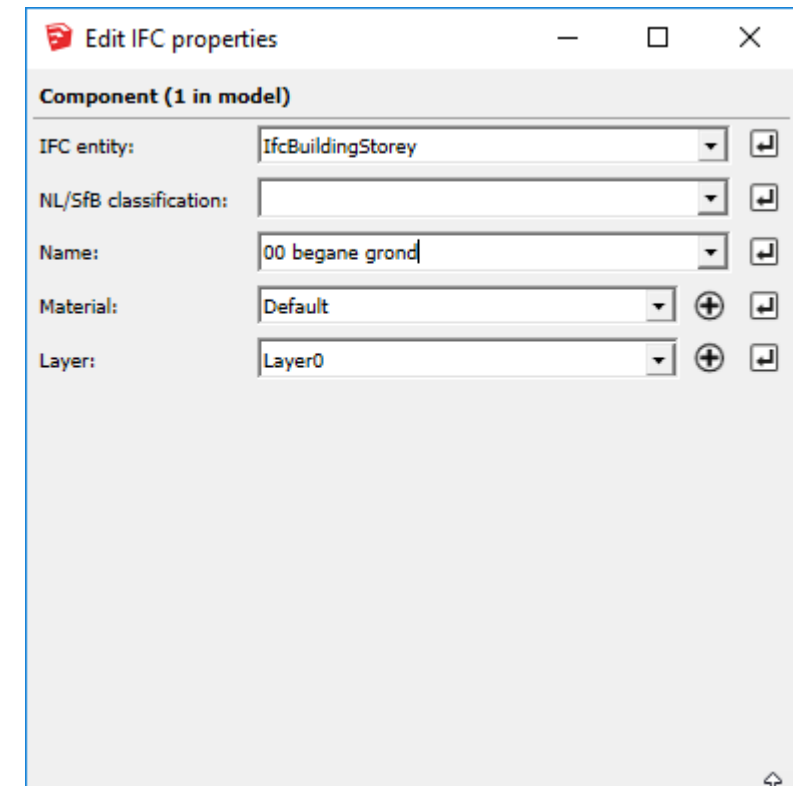 Edit IFC properties
Component (1 in model)
IFC entity: IfcBuildingStorey
NL/SfB classification:
Name: 00 begane grond
Material: Default
Layer: Layer0